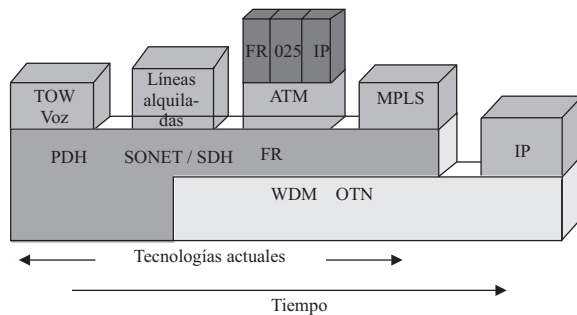 FR 025 IP
TOW
Voz
Líneas
alquila-
das
ATM
MPLS
IP
PDH SONET / SDH FR
WDM OTN
Tecnologías actuales
Tiempo